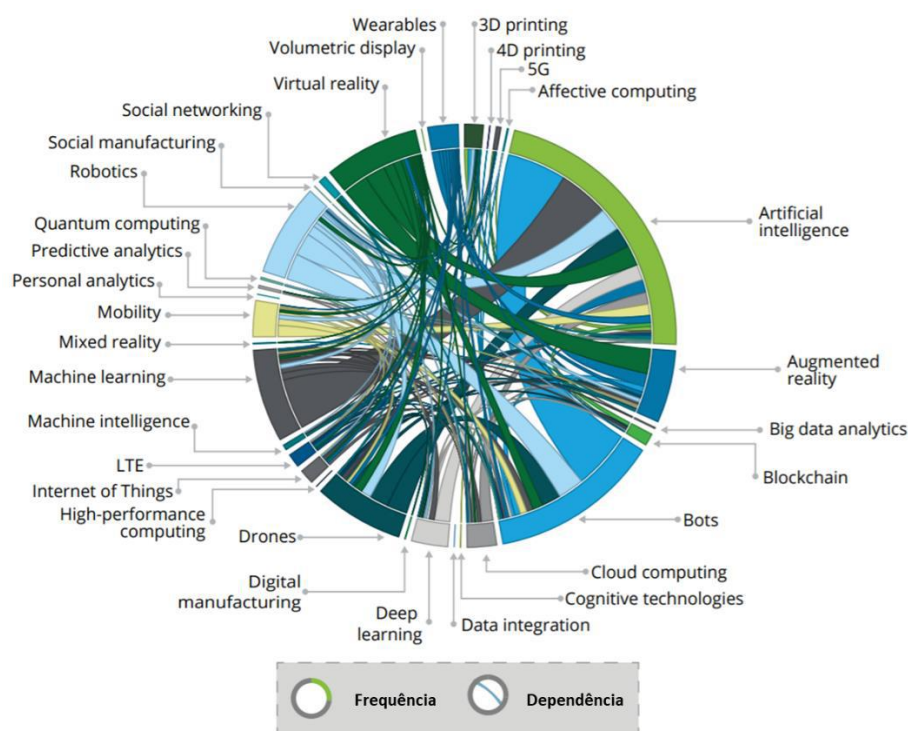 Wearables
3D printing
Volumetric display
4D printing
Virtual reality
5G
Affective computing
Social networking
Social manufacturing
Robotics
Artificial
intelligence
Quantum computing
Predictive analytics
Personal analytics
Mobility
Mixed reality
Machine learning
Augmented
reality
Machine intelligence
Big data analytics
LTE
Blockchain
Internet of Things
High-performance
computing
Bots
Drones
Cloud computing
Digital
manufacturing
Cognitive technologies
Deep
learning
Data integration
Frequência
Dependência